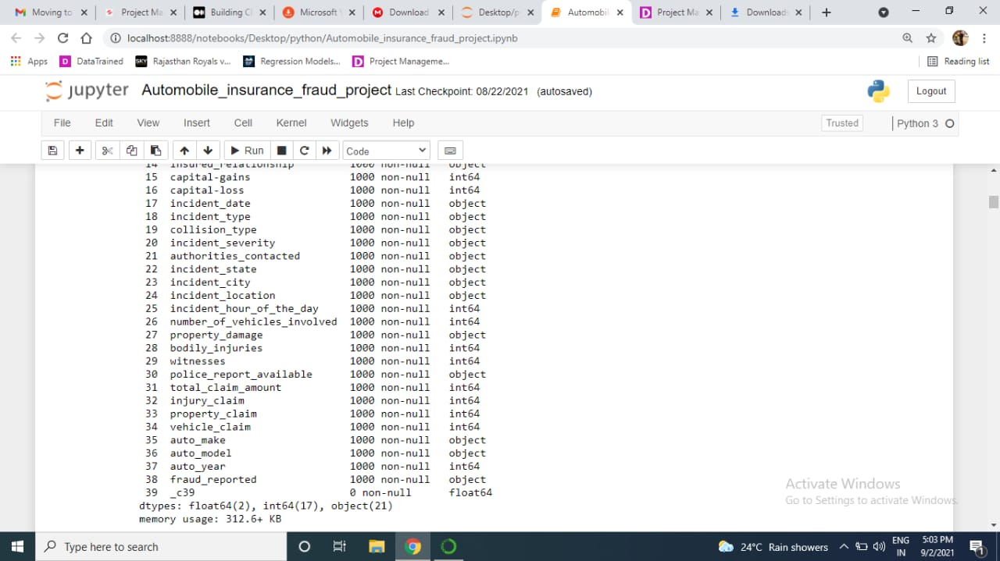 Moving to
Project Ma
Building Cl
Microsoft
Download
Desktop/p
Automobil
Project Ma
Downloads
localhost:8888/notebooks/Desktop/python/Automobile_insurance_fraud_project.ipynb
Apps
DataTrained
SKY Rajasthan Royals v...
Regression Models...
Project Manageme...
Reading list
jupyter Automobile_insurance_fraud_project Last Checkpoint: 08/22/2021 (autosaved)
Logout
File Edit View Insert Cell Kernel Widgets Help
Trusted
Python 3
Run
Code
14 insured_relationship 1000 non-null object
15 capital-gains 1000 non-null int64
16 capital-loss 1000 non-null int64
17 incident_date 1000 non-null object
18 incident_type 1000 non-null object
19 collision_type 1000 non-null object
20 incident_severity 1000 non-null object
21 authorities_contacted 1000 non-null object
22 incident_state 1000 non-null object
23 incident_city 1000 non-null object
24 incident_location 1000 non-null object
25 incident_hour_of_the_day 1000 non-null int64
26 number_of_vehicles_involved 1000 non-null int64
27 property_damage 1000 non-null object
28 bodily_injuries 1000 non-null int64
29 witnesses 1000 non-null int64
30 police_report_available 1000 non-null object
31 total_claim_amount 1000 non-null int64
32 injury_claim 1000 non-null int64
33 property_claim 1000 non-null int64
34 vehicle_claim 1000 non-null int64
35 auto_make 1000 non-null object
36 auto_model 1000 non-null object
37 auto_year 1000 non-null int64
38 fraud_reported 1000 non-null object
39 _c39 0 non-null float64
dtypes: float64(2), int64(17), object(21)
memory usage: 312.6+ KB
Activate Windows
Go to Settings to activate Windows.
Type here to search
24°C Rain showers
ENG
IN
5:03 PM
9/2/2021
1